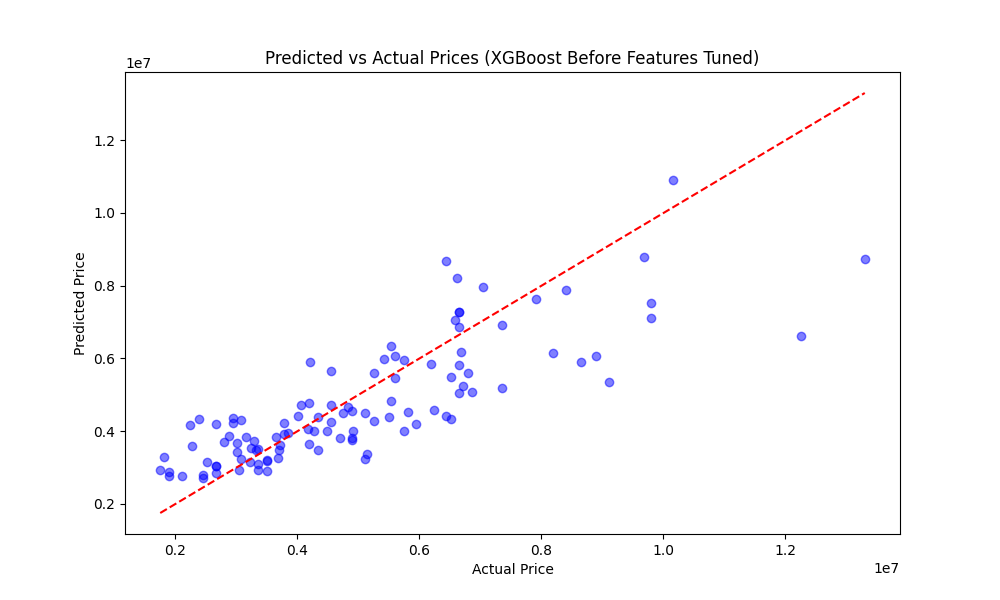 Predicted vs Actual Prices (XGBoost Before Features Tuned)
1e7
1.2
1.0
0.8
0.6
0.4
0.2
Predicted Price
0.2 0.4 0.6 0.8 1.0 1.2
1e7
Actual Price